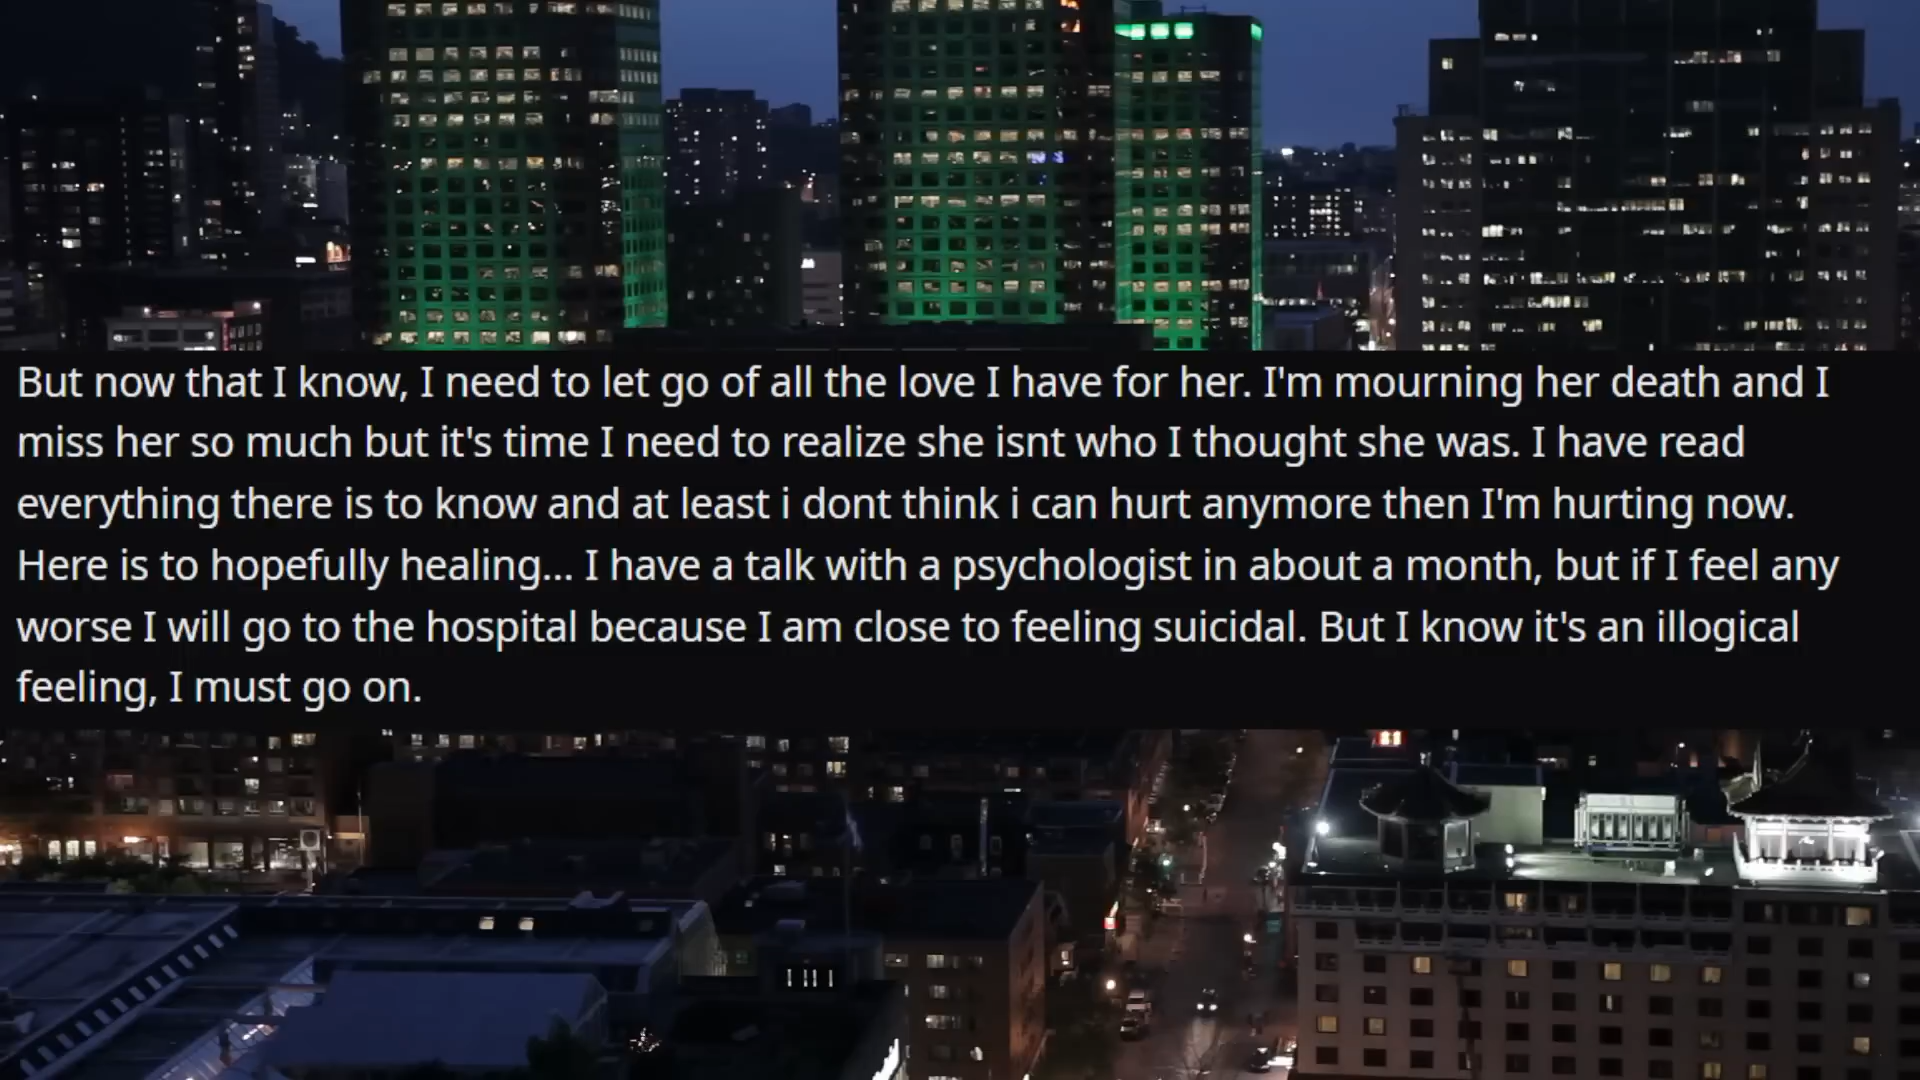 But now that I know, I need to let go of all the love I have for her. I'm mourning her death and I
miss her so much but it's time I need to realize she isnt who I thought she was. I have read
everything there is to know and at least i dont think i can hurt anymore then I'm hurting now.
Here is to hopefully healing... I have a talk with a psychologist in about a month, but if I feel any
worse I will go to the hospital because I am close to feeling suicidal. But I know it's an illogical
feeling, I must go on.